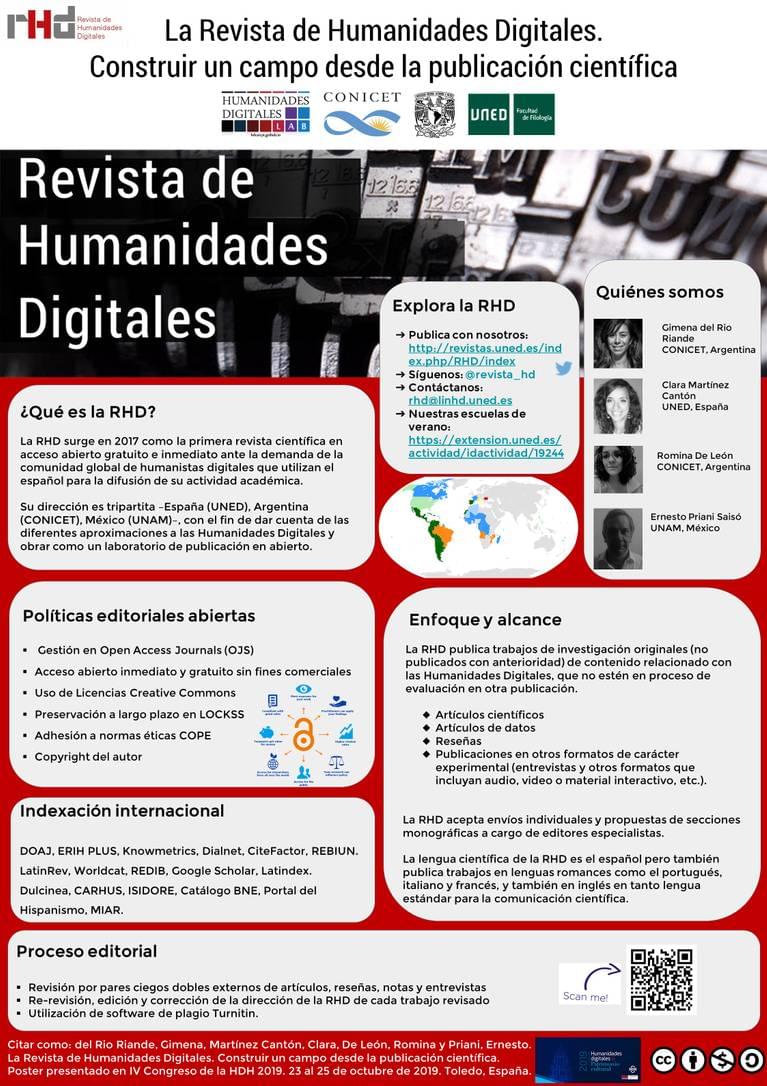 rHd
Revista de
Humanidades
Digitales
La Revista de Humanidades Digitales.
Construir un campo desde la publicación científica
HUMANIDADES
DIGITALES
LAB
CONICET
UNED
Facultad
de Filología
Revista de
Humanidades
Digitales
12/66
12/66
12/66
Explora la RHD
➔ Publica con nosotros:
http://revistas.uned.es/ind
ex.php/RHD/index
➔ Síguenos: @revista_hd
➔ Contáctanos:
rhd@linhd.uned.es
➔ Nuestras escuelas de
verano:
https://extension.uned.es/
actividad/idactividad/19244
Quiénes somos
Gimena del Rio
Riande
CONICET, Argentina
Clara Martínez
Cantón
UNED, España
Romina De León
CONICET, Argentina
Ernesto Priani Saisó
UNAM, México
¿Qué es la RHD?
La RHD surge en 2017 como la primera revista científica en
acceso abierto gratuito e inmediato ante la demanda de la
comunidad global de humanistas digitales que utilizan el
español para la difusión de su actividad académica.
Su dirección es tripartita –España (UNED), Argentina
(CONICET), México (UNAM)–, con el fin de dar cuenta de las
diferentes aproximaciones a las Humanidades Digitales y
obrar como un laboratorio de publicación en abierto.
Políticas editoriales abiertas
▪ Gestión en Open Access Journals (OJS)
▪ Acceso abierto inmediato y gratuito sin fines comerciales
▪ Uso de Licencias Creative Commons
▪ Preservación a largo plazo en LOCKSS
▪ Adhesión a normas éticas COPE
▪ Copyright del autor
Indexación internacional
DOAJ, ERIH PLUS, Knowmetrics, Dialnet, CiteFactor, REBIUN.
LatinRev, Worldcat, REDIB, Google Scholar, Latindex.
Dulcinea, CARHUS, ISIDORE, Catálogo BNE, Portal del
Hispanismo, MIAR.
Enfoque y alcance
La RHD publica trabajos de investigación originales (no
publicados con anterioridad) de contenido relacionado con
las Humanidades Digitales, que no estén en proceso de
evaluación en otra publicación.
◆ Artículos científicos
◆ Artículos de datos
◆ Reseñas
◆ Publicaciones en otros formatos de carácter
experimental (entrevistas y otros formatos que
incluyan audio, video o material interactivo, etc.).
La RHD acepta envíos individuales y propuestas de secciones
monográficas a cargo de editores especialistas.
La lengua científica de la RHD es el español pero también
publica trabajos en lenguas romances como el portugués,
italiano y francés, y también en inglés en tanto lengua
estándar para la comunicación científica.
Proceso editorial
▪ Revisión por pares ciegos dobles externos de artículos, reseñas, notas y entrevistas
▪ Re-revisión, edición y corrección de la dirección de la RHD de cada trabajo revisado
▪ Utilización de software de plagio Turnitin.
Scan me!
Citar como: del Rio Riande, Gimena, Martínez Cantón, Clara, De León, Romina y Priani, Ernesto.
La Revista de Humanidades Digitales. Construir un campo desde la publicación científica.
Poster presentado en IV Congreso de la HDH 2019. 23 al 25 de octubre de 2019. Toledo, España.
2019
Humanidades
digitales
Patrimonio
cultural
cc